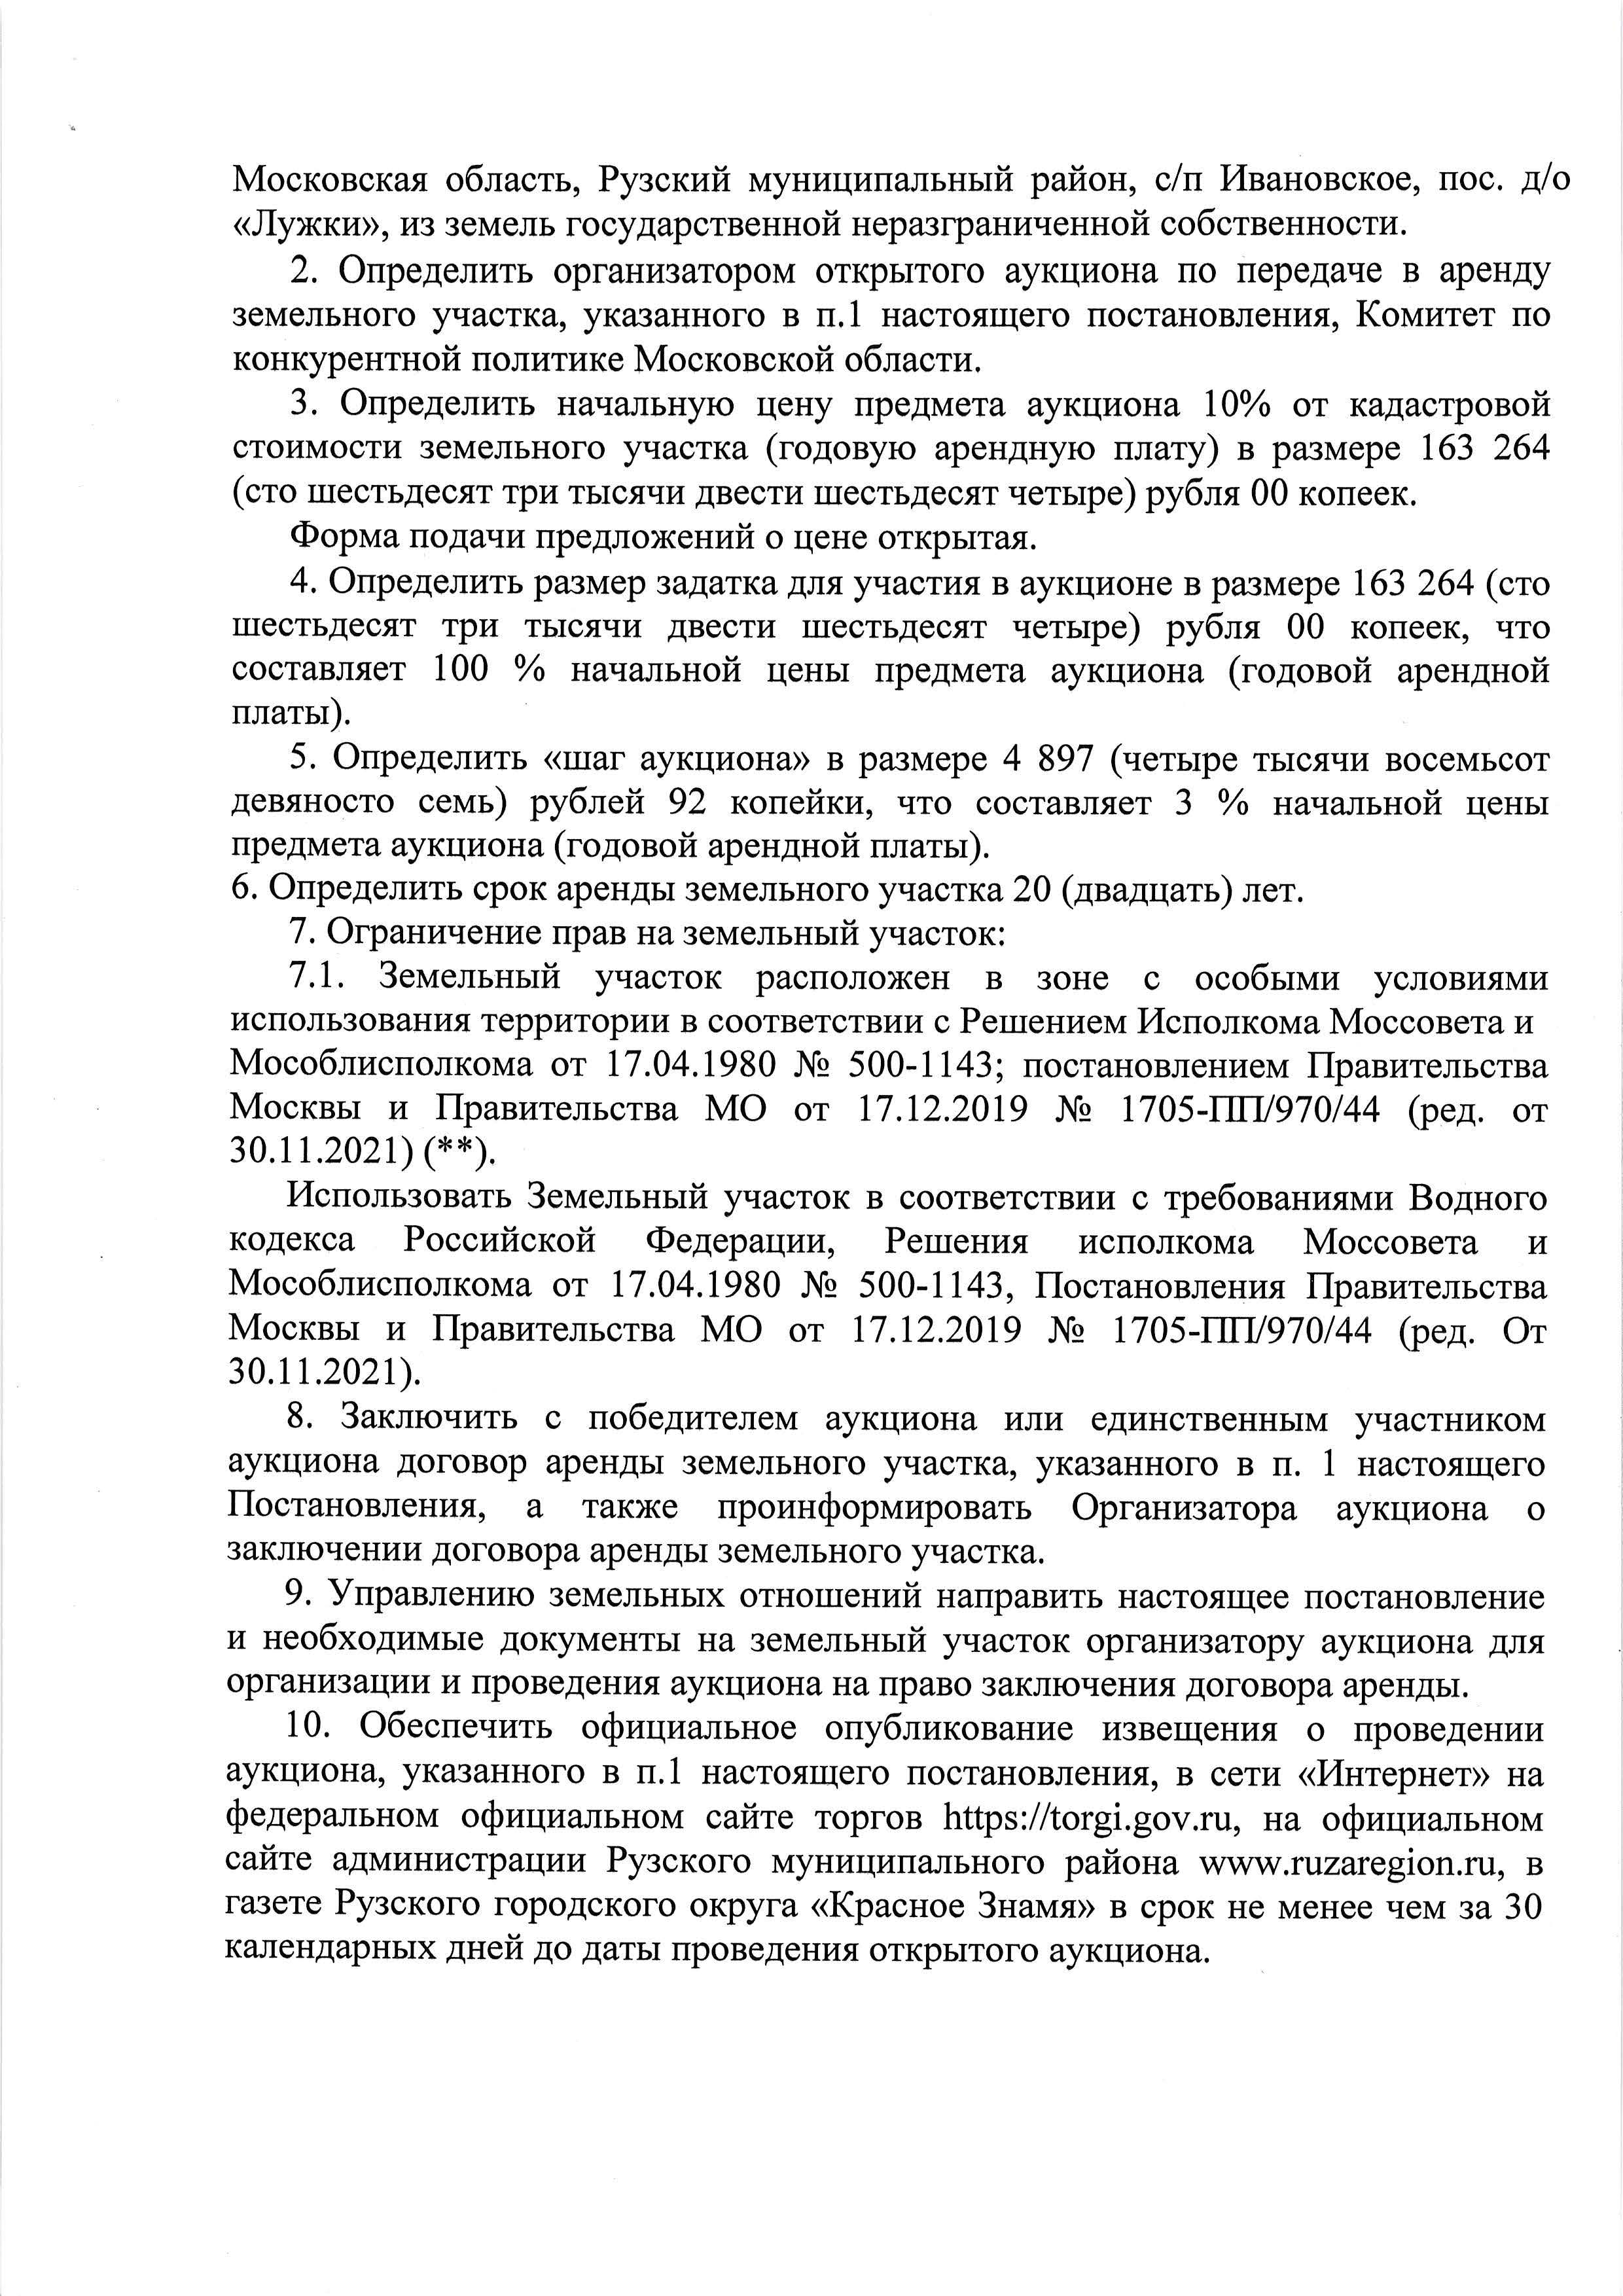 Московская область, Рузский муниципальный район, с/п Ивановское, пос. д/о
«Лужки», из земель государственной неразграниченной собственности.
2. Определить организатором открытого аукциона по передаче в аренду
земельного участка, указанного в п.1 настоящего постановления, Комитет по
конкурентной политике Московской области.
3. Определить начальную цену предмета аукциона 10% от кадастровой
стоимости земельного участка (годовую арендную плату) в размере 163 264
(сто шестьдесят три тысячи двести шестьдесят четыре) рубля 00 копеек.
Форма подачи предложений о цене открытая.
4. Определить размер задатка для участия в аукционе в размере 163 264 (сто
шестьдесят три тысячи двести шестьдесят четыре) рубля 00 копеек, что
составляет 100 % начальной цены предмета аукциона (годовой арендной
платы).
5. Определить «шаг аукциона» в размере 4 897 (четыре тысячи восемьсот
девяносто семь) рублей 92 копейки, что составляет 3 % начальной цены
предмета аукциона (годовой арендной платы).
6. Определить срок аренды земельного участка 20 (двадцать) лет.
7. Ограничение прав на земельный участок:
7.1. Земельный участок расположен в зоне с особыми условиями
использования территории в соответствии с Решением Исполкома Моссовета и
Мособлисполкома от 17.04.1980 № 500-1143; постановлением Правительства
Москвы и Правительства МО от 17.12.2019 № 1705-ПП/970/44 (ред. от
30.11.2021) (**).
Использовать Земельный участок в соответствии с требованиями Водного
кодекса Российской Федерации, Решения исполкома Моссовета и
Мособлисполкома от 17.04.1980 № 500-1143, Постановления Правительства
Москвы и Правительства МО от 17.12.2019 № 1705-ПП/970/44 (ред. От
30.11.2021).
8. Заключить с победителем аукциона или единственным участником
аукциона договор аренды земельного участка, указанного в п. 1 настоящего
Постановления, а также проинформировать Организатора аукциона о
заключении договора аренды земельного участка.
9. Управлению земельных отношений направить настоящее постановление
и необходимые документы на земельный участок организатору аукциона для
организации и проведения аукциона на право заключения договора аренды.
10. Обеспечить официальное опубликование извещения о проведении
аукциона, указанного в п.1 настоящего постановления, в сети «Интернет» на
федеральном официальном сайте торгов https://torgi.gov.ru, на официальном
сайте администрации Рузского муниципального района www.ruzaregion.ru, в
газете Рузского городского округа «Красное Знамя» в срок не менее чем за 30
календарных дней до даты проведения открытого аукциона.